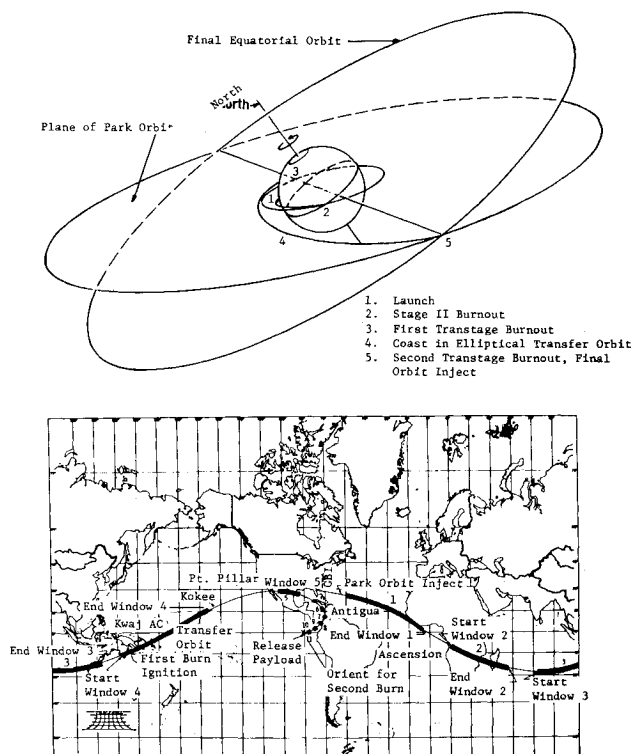 Final Equatorial Orbit
North
orth
Plane of Park Orbit
3
1
2
4
5
1. Launch
2. Stage II Burnout
3. First Transtage Burnout
4. Coast in Elliptical Transfer Orbit
5. Second Transtage Burnout, Final
Orbit Inject
Pt. Pillar
Window 5
Park Orbit Inject
End Window 4
Kokee
1
Antigua
Kwaj AC
Transfer
Orbit
End Window 1
Start
Window 2
End Window 3
3
First Burn
Ignition
Release
Payload
Ascension
2
Start
Window 4
Orient for
Second Burn
End
Window 2
Start
Window 3